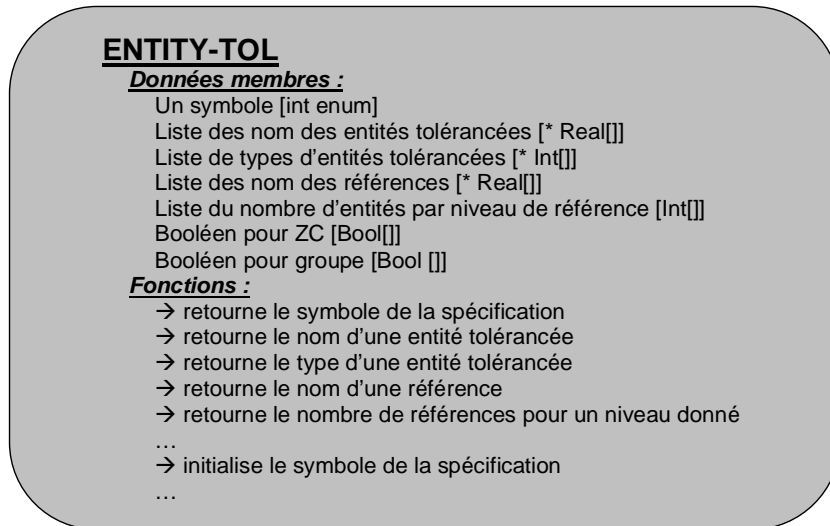 ENTITY-TOL
Données membres :
Un symbole [int enum]
Liste des nom des entités tolérancées [* Real[]]
Liste de types d'entités tolérancées [* Int[]]
Liste des nom des références [* Real[]]
Liste du nombre d'entités par niveau de référence [Int[]]
Booléen pour ZC [Bool[]]
Booléen pour groupe [Bool []]
Fonctions :
→ retourne le symbole de la spécification
→ retourne le nom d'une entité tolérancée
→ retourne le type d'une entité tolérancée
→ retourne le nom d'une référence
→ retourne le nombre de références pour un niveau donné
…
→ initialise le symbole de la spécification
…